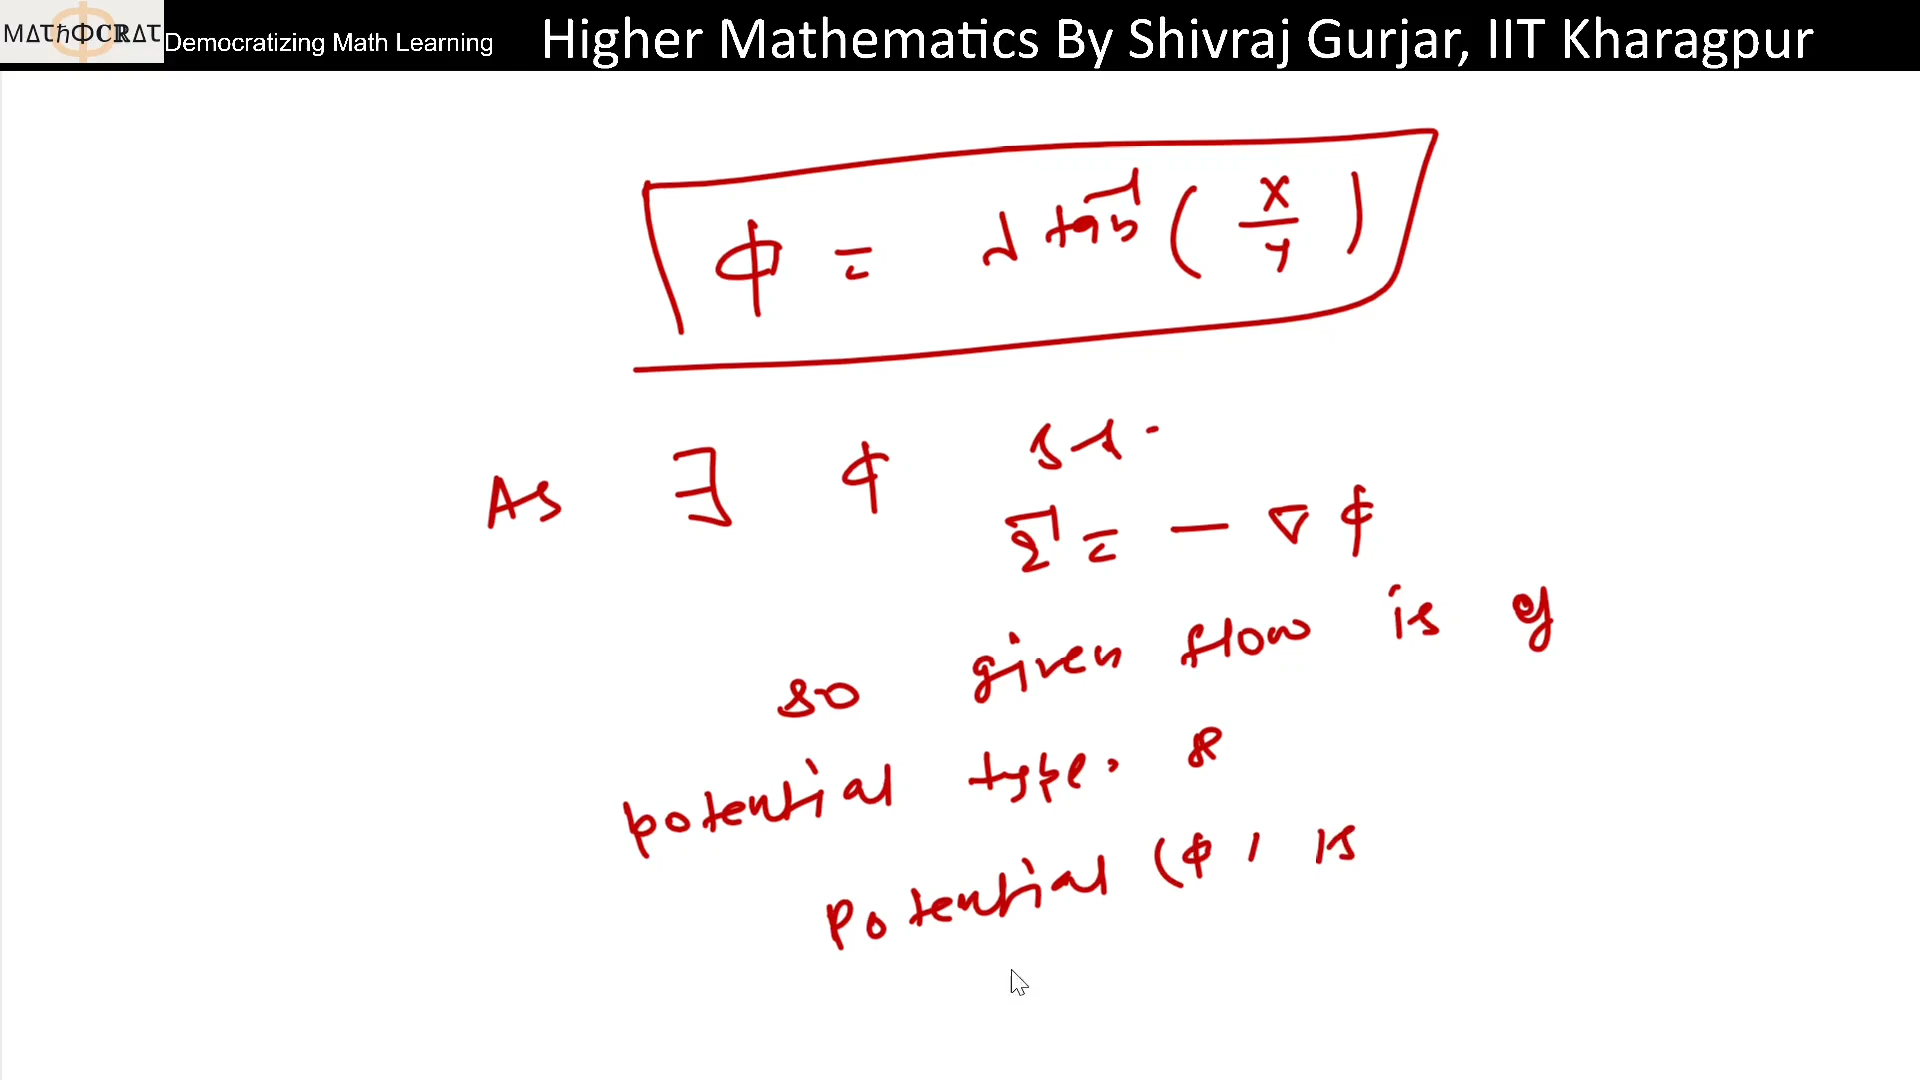 MΔτħΦCRΔτ Democratizing Math Learning Higher Mathematics By Shivraj Gurjar, IIT Kharagpur
ϕ = λ tan⁻¹ (x/y)
As ∃ ϕ s.t.
q⃗ = − ∇ ϕ
so given flow is of
potential type. &
Potential (ϕ) is